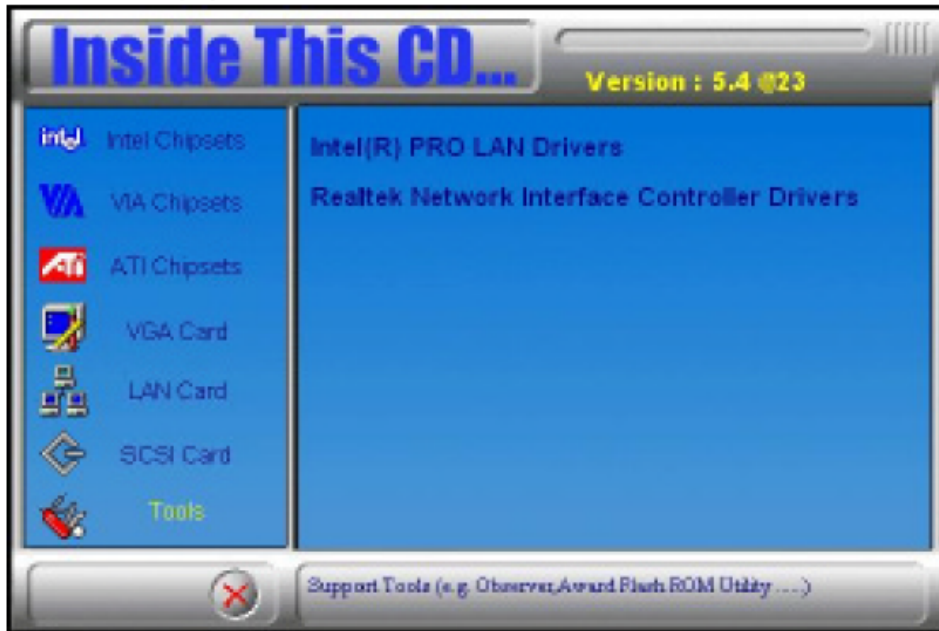 Inside This CD...
Version : 5.4 @23
intel Intel Chipsets
VIA VIA Chipsets
ATi ATI Chipsets
VGA Card
LAN Card
SCSI Card
Tools
Intel(R) PRO LAN Drivers
Realtek Network Interface Controller Drivers
Support Tools (e.g. Observer,Award Flash ROM Utility .....)